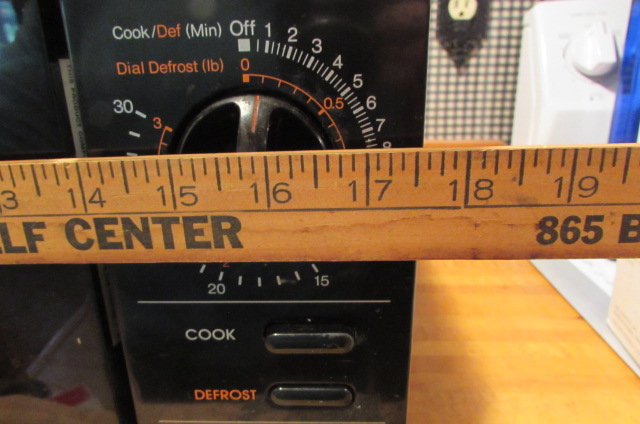 Cook/Def (Min) Off 1 2 3 4 5 6 7 8
Dial Defrost (lb) 0 0.5
30 3
3 14 15 16 17 18 19
LF CENTER 865 B
20 15
COOK
DEFROST